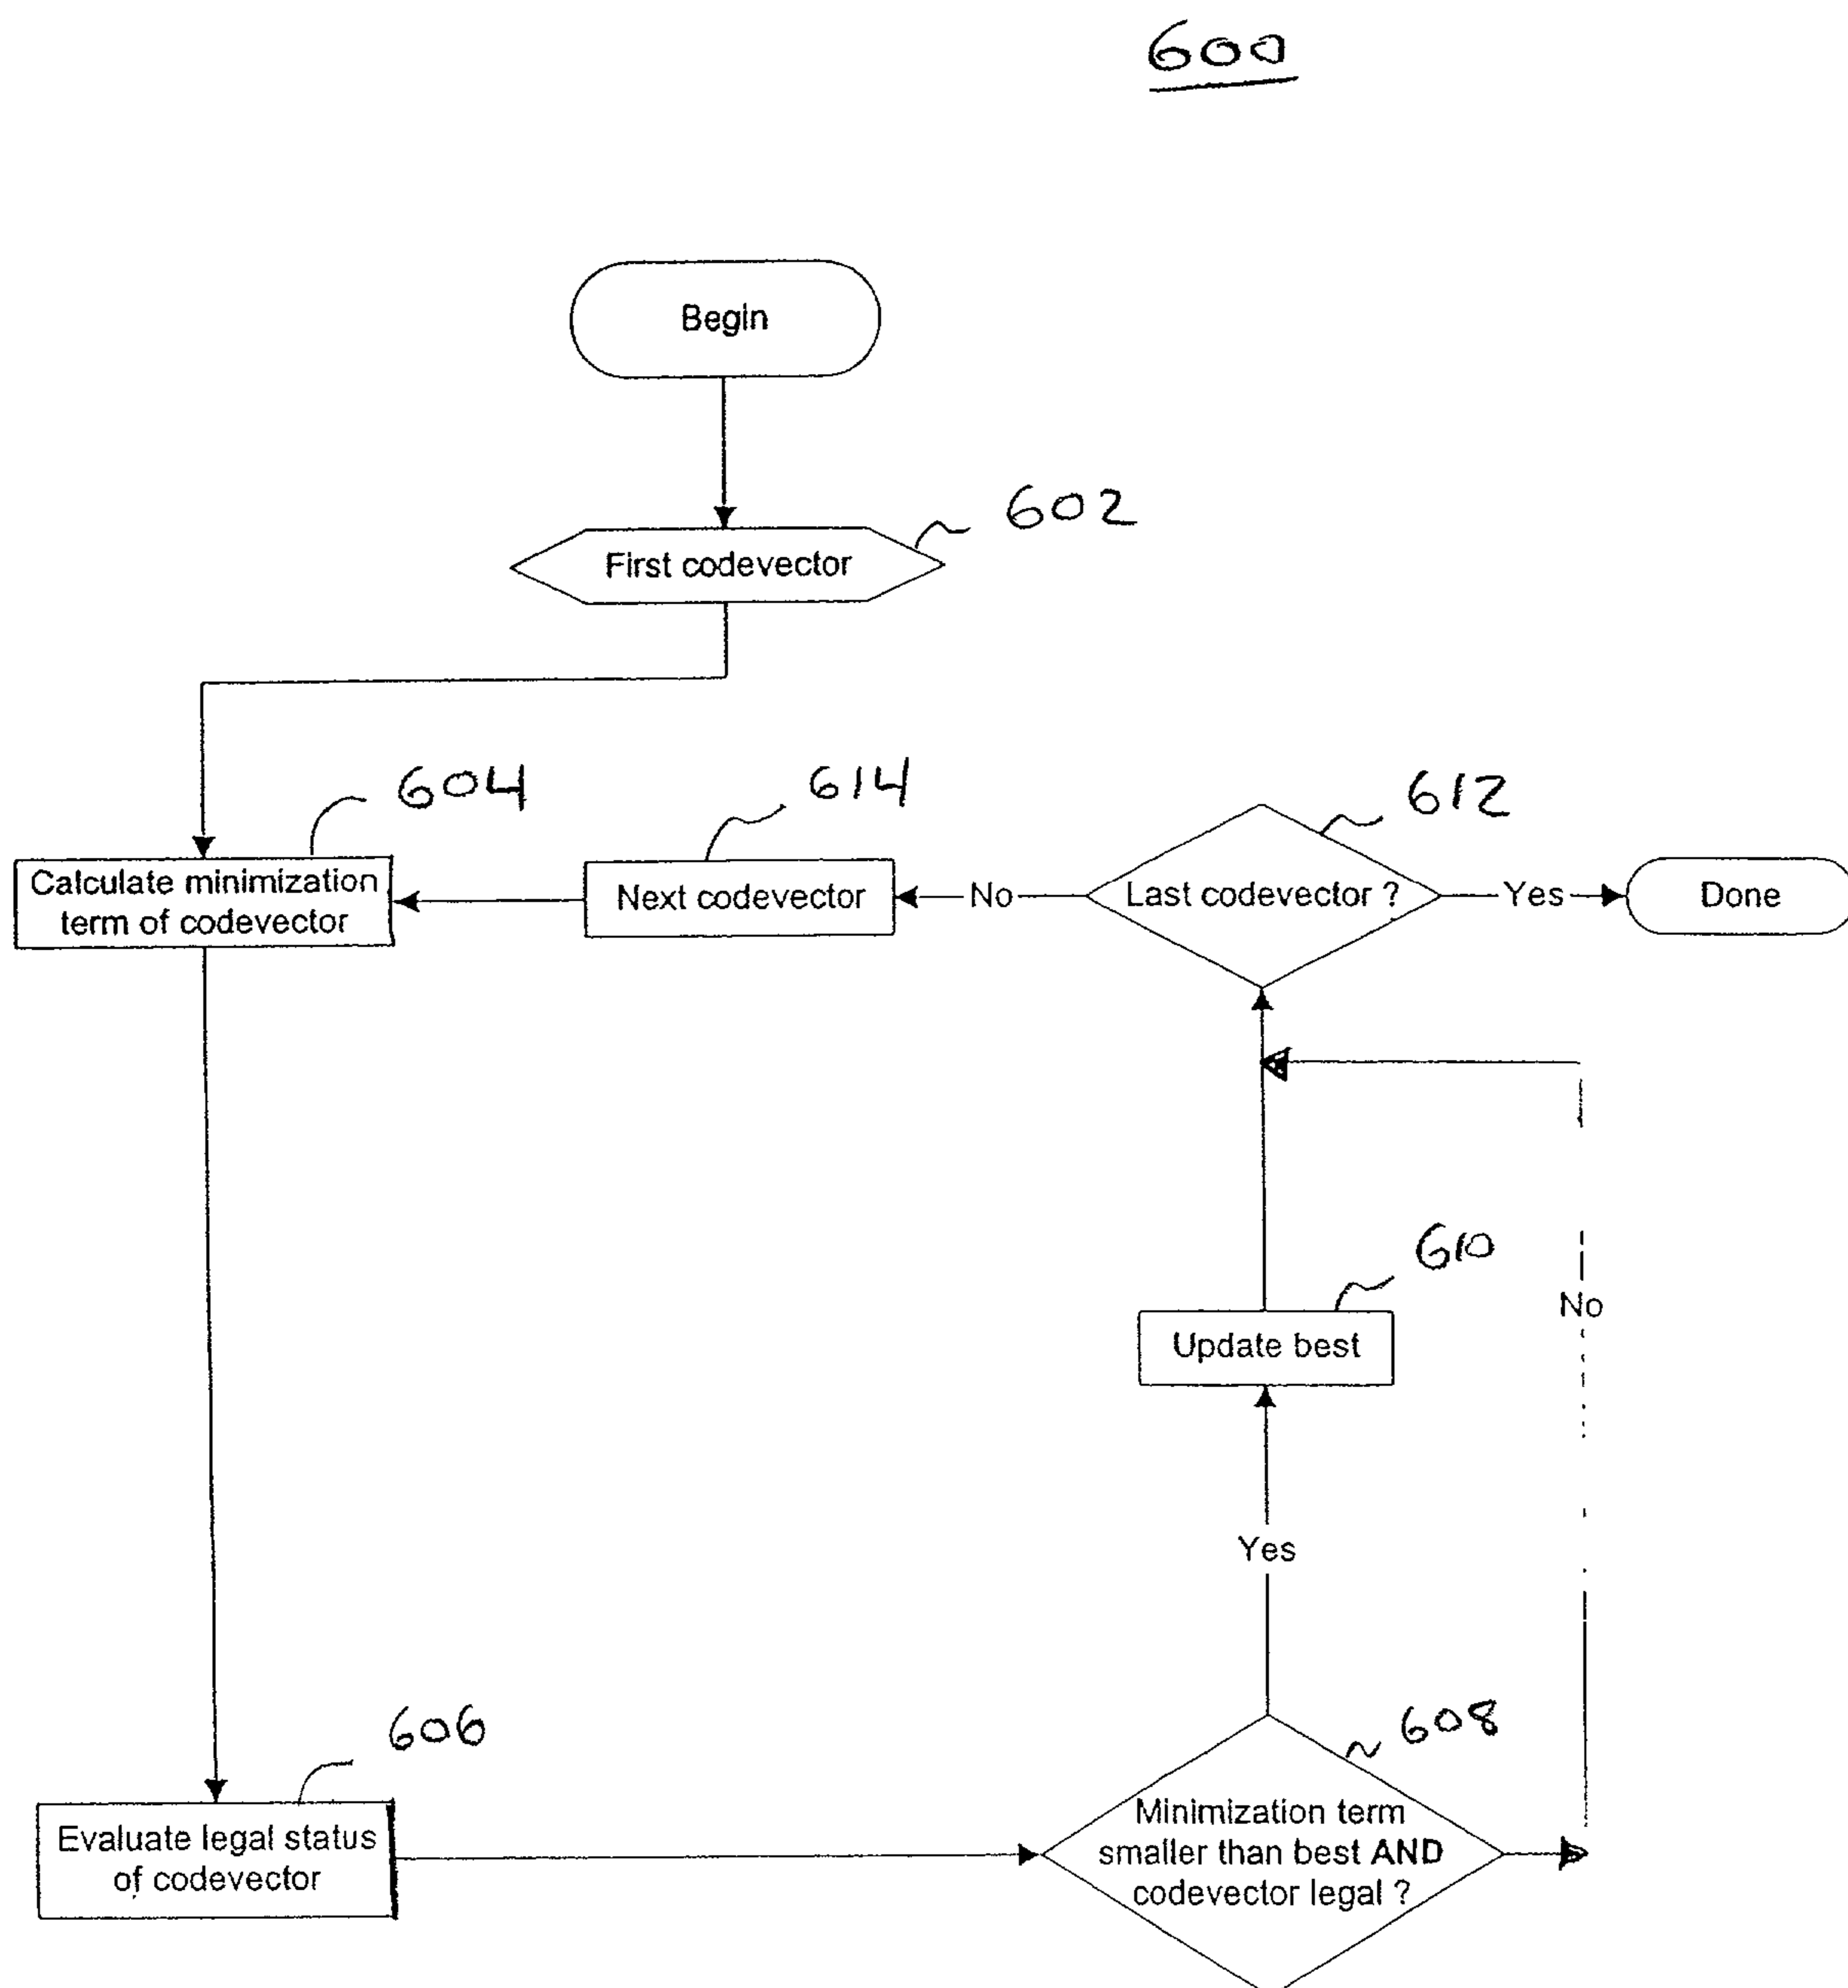 600
Begin
602
First codevector
604
614
612
Calculate minimization
term of codevector
Next codevector
No
Last codevector ?
Yes
Done
610
No
Update best
Yes
606
608
Evaluate legal status
of codevector
Minimization term
smaller than best AND
codevector legal ?